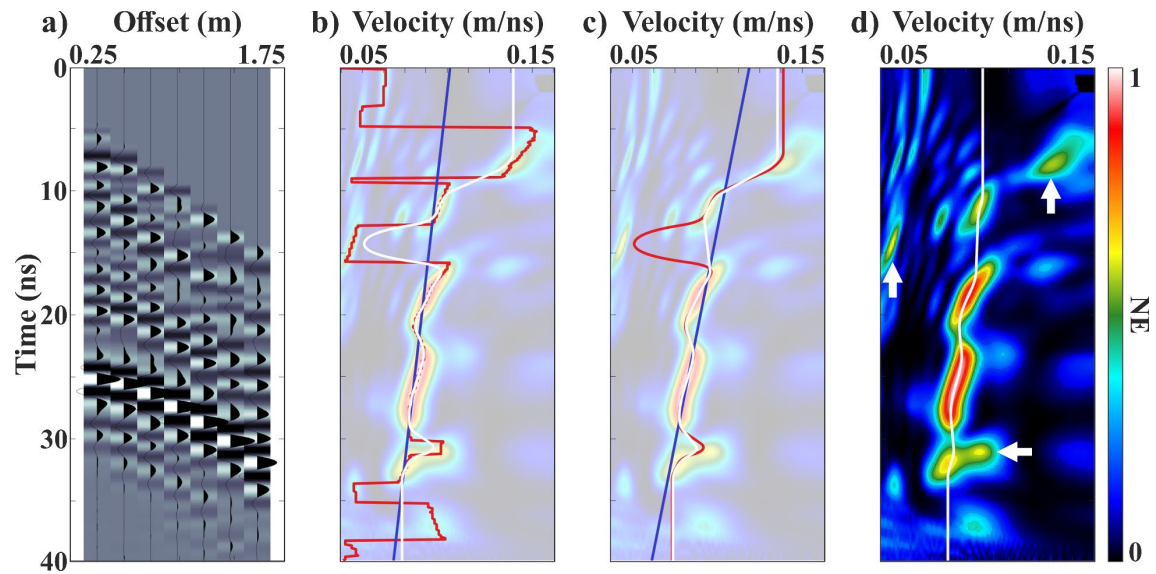 a) Offset (m) b) Velocity (m/ns) c) Velocity (m/ns) d) Velocity (m/ns)
0.25 1.75 0.05 0.15 0.05 0.15 0.05 0.15
0 1
10
20
30
40 0
Time (ns)
NE